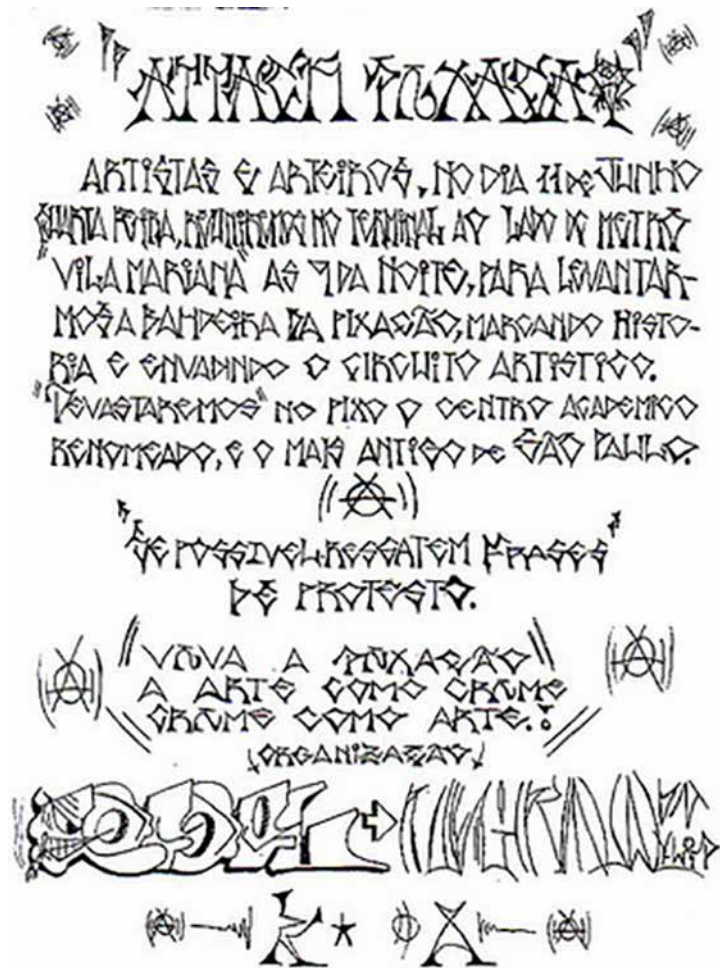 ATTACK PIXAÇÃO
ARTISTAS E ARTEIROS, NO DIA 11 DE JUNHO
QUARTA FEIRA, REUNIREMOS NO TERMINAL AO LADO DO METRÔ
"VILA MARIANA" AS 9 DA NOITE, PARA LEVANTAR-
MOS A BANDEIRA DA PIXAÇÃO, MARCANDO HISTO-
RIA E ENVADINDO O CIRCUITO ARTISTICO.
"DEVASTAREMOS" NO PIXO O CENTRO ACADEMICO
RENOMEADO, E O MAIS ANTIGO DE SÃO PAULO.
SE POSSIVEL RESGATEM FRASES
DE PROTESTO.
VIVA A PIXAÇÃO
A ARTE COMO CRIME
CRIME COMO ARTE.:
(ORGANIZAÇÃO)